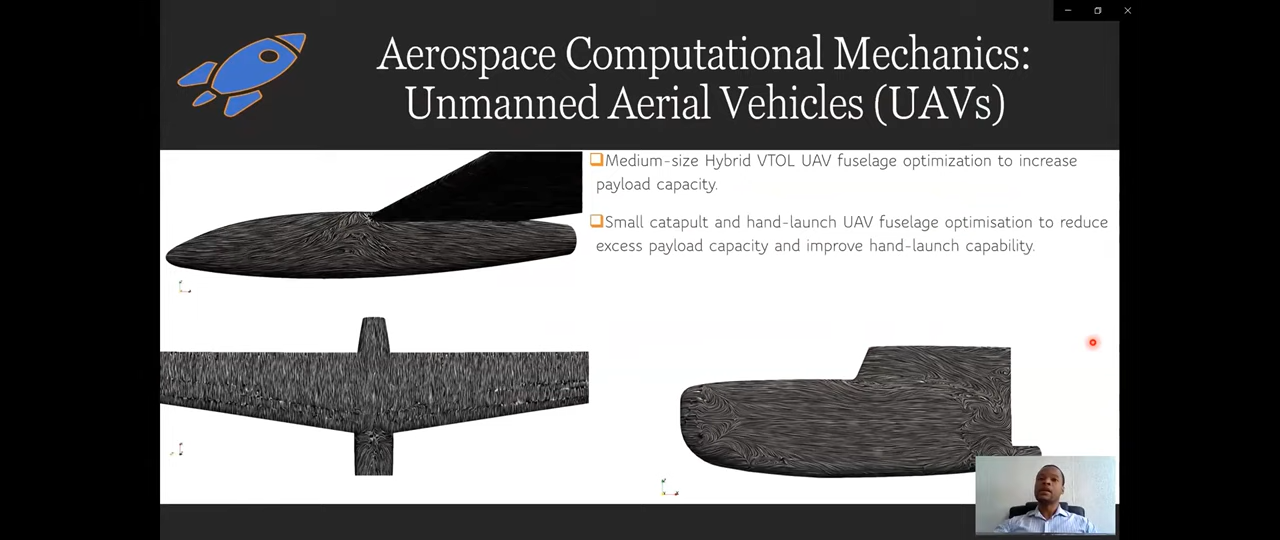 Aerospace Computational Mechanics:
Unmanned Aerial Vehicles (UAVs)
Medium-size Hybrid VTOL UAV fuselage optimization to increase
payload capacity.
Small catapult and hand-launch UAV fuselage optimisation to reduce
excess payload capacity and improve hand-launch capability.